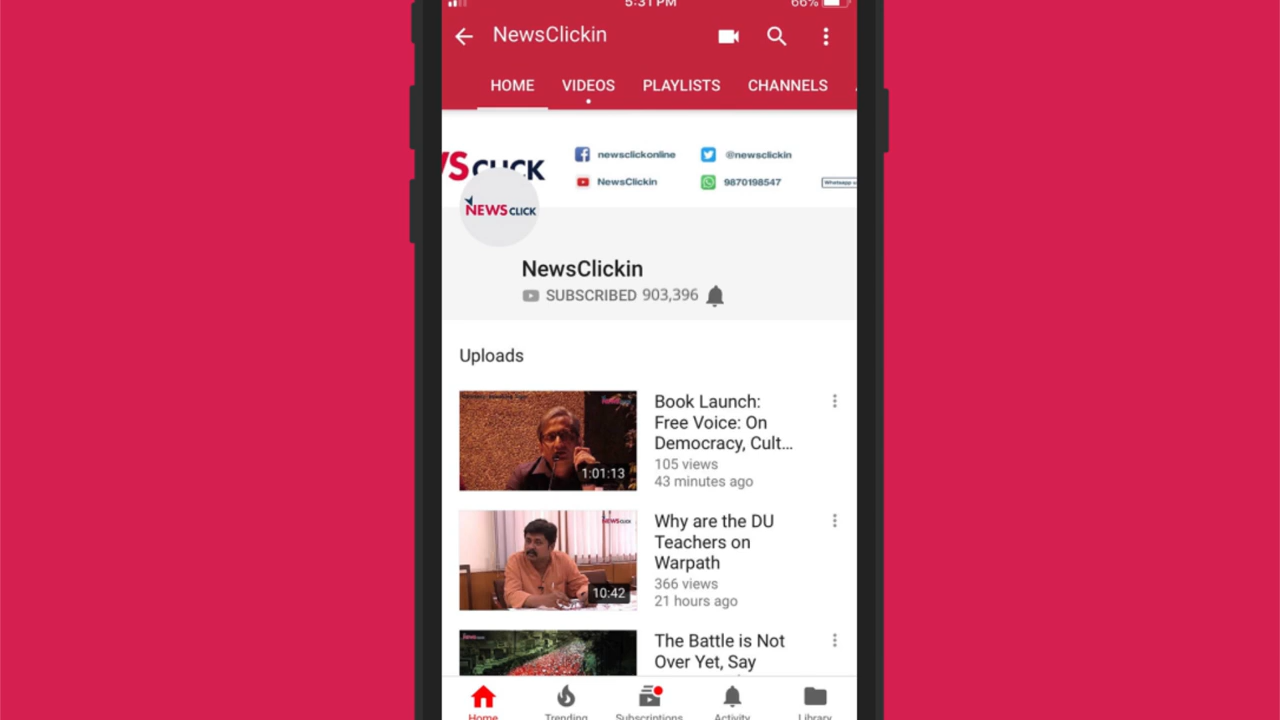 5:31 PM
66%
NewsClickin
HOME VIDEOS PLAYLISTS CHANNELS
CLICK
newsclickonline
@newsclickin
NewsClickin
9870198547
Whatsapp
NEWSCLICK
NewsClickin
SUBSCRIBED 903,396
Uploads
Book Launch:
Free Voice: On
Democracy, Cult...
105 views
43 minutes ago
1:01:13
Why are the DU
Teachers on
Warpath
366 views
21 hours ago
NEWSCLICK
10:42
The Battle is Not
Over Yet, Say
Home Trending Subscriptions Activity Library